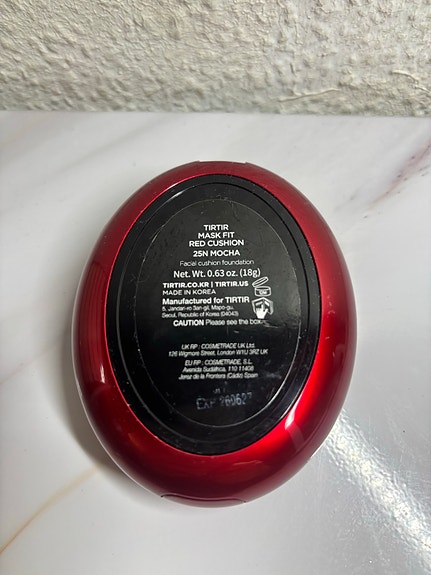 TIRTIR
MASK FIT
RED CUSHION
25N MOCHA
Facial cushion foundation
Net. Wt. 0.63 oz. (18g)
TIRTIR.CO.KR | TIRTIR.US
MADE IN KOREA
Manufactured for TIRTIR
5, Jandari-ro 3an-gil, Mapo-gu,
Seoul, Republic of Korea (04043)
CAUTION Please see the box.
UK RP : COSMETRADE UK Ltd.
126 Wigmore Street, London W1U 3RZ UK
EU RP : COSMETRADE, S.L.
Avenida Sudáfrica, 110 11408
Jerez de la Frontera (Cádiz) Spain
EXP 260627